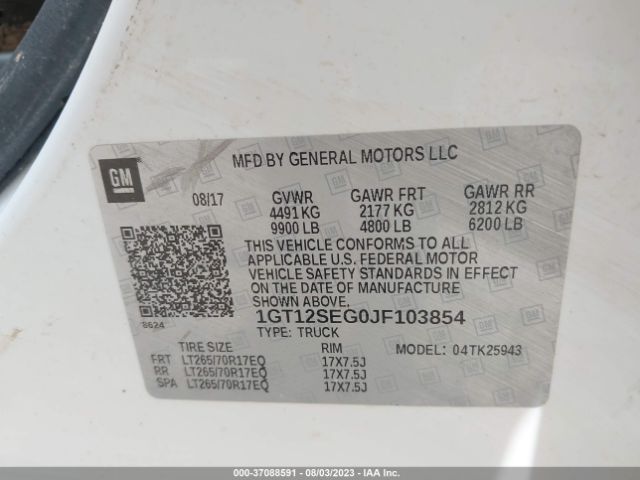 GM
MFD BY GENERAL MOTORS LLC
08/17 GVWR GAWR FRT GAWR RR
4491 KG 2177 KG 2812 KG
9900 LB 4800 LB 6200 LB
THIS VEHICLE CONFORMS TO ALL
APPLICABLE U.S. FEDERAL MOTOR
VEHICLE SAFETY STANDARDS IN EFFECT
ON THE DATE OF MANUFACTURE
SHOWN ABOVE.
8624
1GT12SEG0JF103854
TYPE: TRUCK
TIRE SIZE RIM MODEL: 04TK25943
FRT LT265/70R17EQ 17X7.5J
RR LT265/70R17EQ 17X7.5J
SPA LT265/70R17EQ 17X7.5J
000-37088591 - 08/03/2023 - IAA Inc.